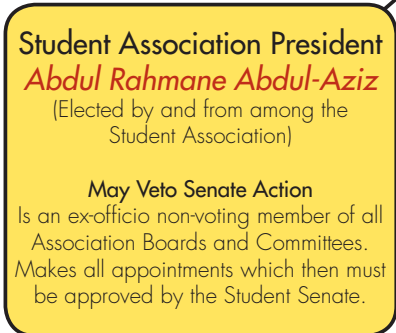 Student Association President
Abdul Rahmane Abdul-Aziz
(Elected by and from among the
Student Association)
May Veto Senate Action
Is an ex-officio non-voting member of all
Association Boards and Committees.
Makes all appointments which then must
be approved by the Student Senate.